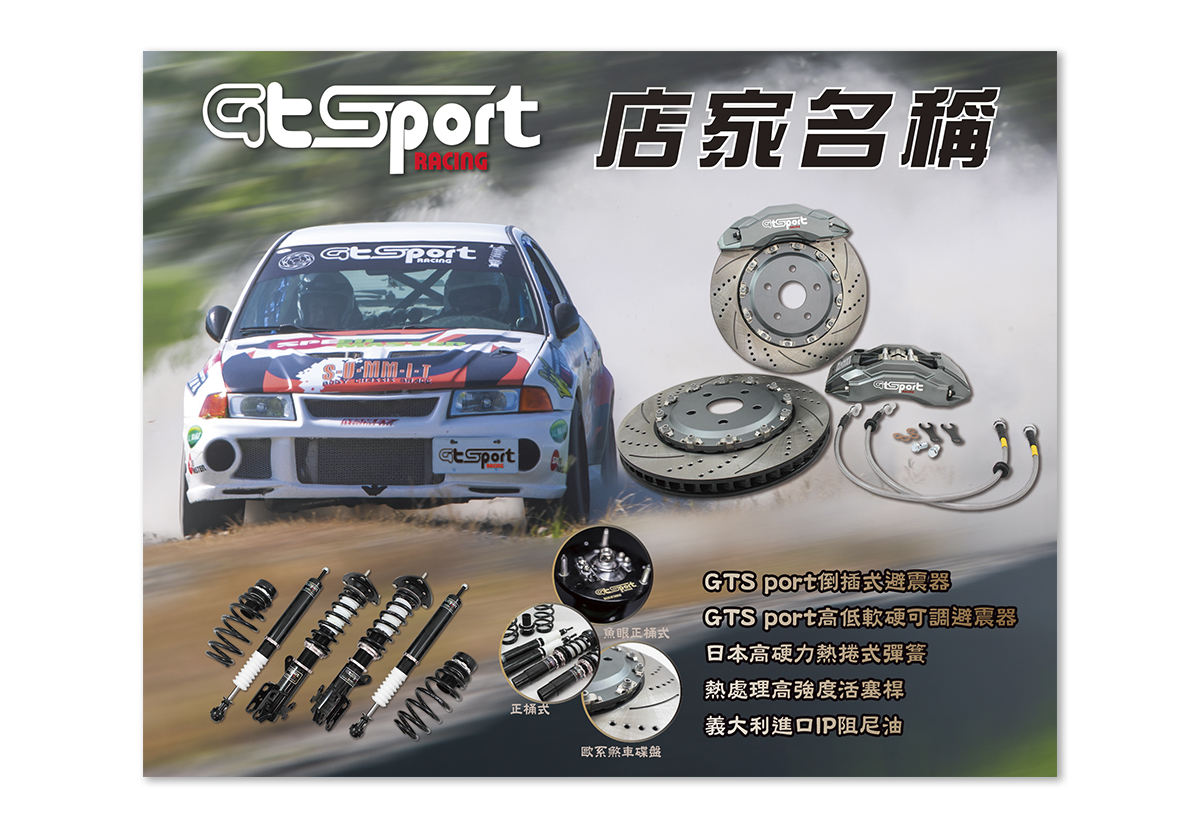 GtSport
RACING
店家名稱
GtSport
RACING
GtSport
RACING
S-U-MM-I-T
GtSport
RACING
GtSport
GtSport
魚眼正桶式
正桶式
歐系煞車碟盤
GTS port倒插式避震器
GTS port高低軟硬可調避震器
日本高硬力熱捲式彈簧
熱處理高強度活塞桿
義大利進口IP阻尼油